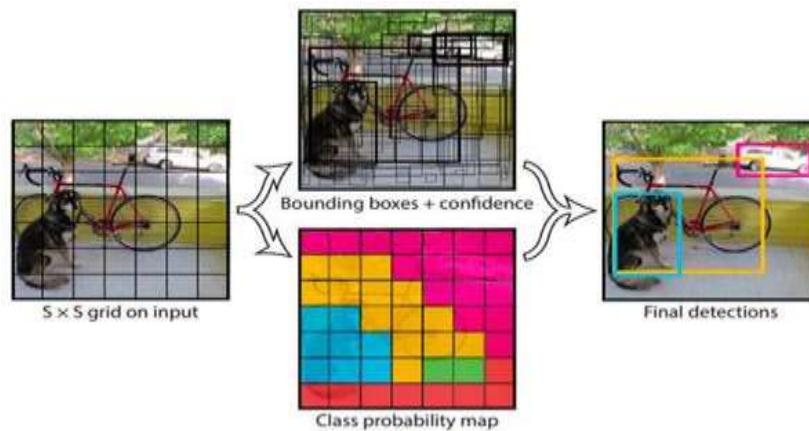 Bounding boxes + confidence
S × S grid on input
Final detections
Class probability map